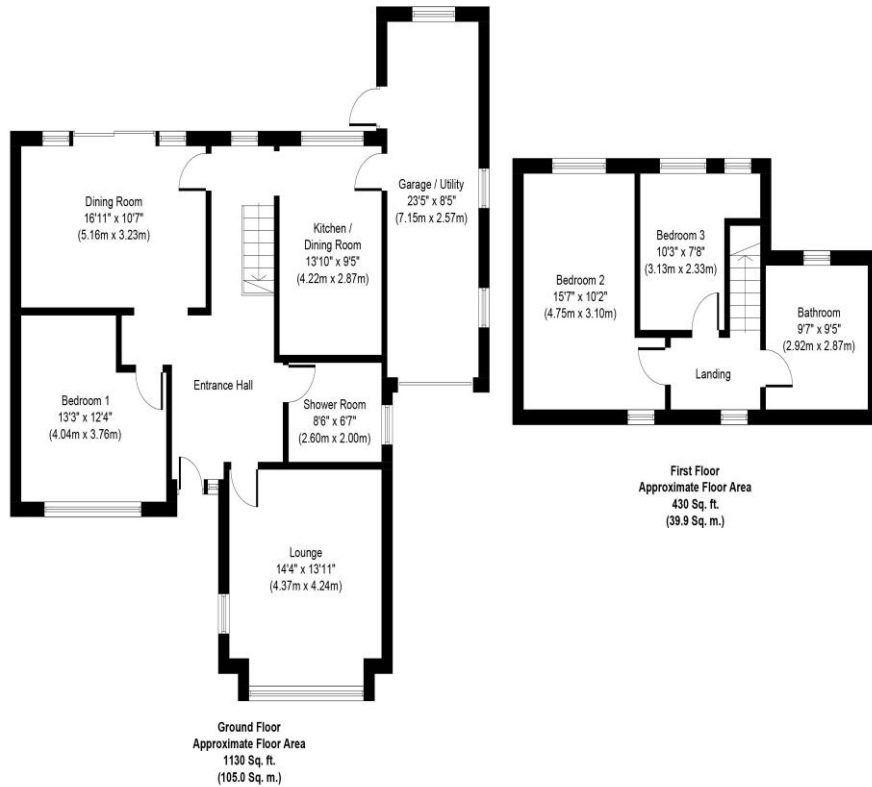 Dining Room
16'11" x 10'7"
(5.16m x 3.23m)
Kitchen /
Dining Room
13'10" x 9'5"
(4.22m x 2.87m)
Garage / Utility
23'5" x 8'5"
(7.15m x 2.57m)
Bedroom 1
13'3" x 12'4"
(4.04m x 3.76m)
Entrance Hall
Shower Room
8'6" x 6'7"
(2.60m x 2.00m)
Lounge
14'4" x 13'11"
(4.37m x 4.24m)
Ground Floor
Approximate Floor Area
1130 Sq. ft.
(105.0 Sq. m.)
Bedroom 2
15'7" x 10'2"
(4.75m x 3.10m)
Bedroom 3
10'3" x 7'8"
(3.13m x 2.33m)
Bathroom
9'7" x 9'5"
(2.92m x 2.87m)
Landing
First Floor
Approximate Floor Area
430 Sq. ft.
(39.9 Sq. m.)